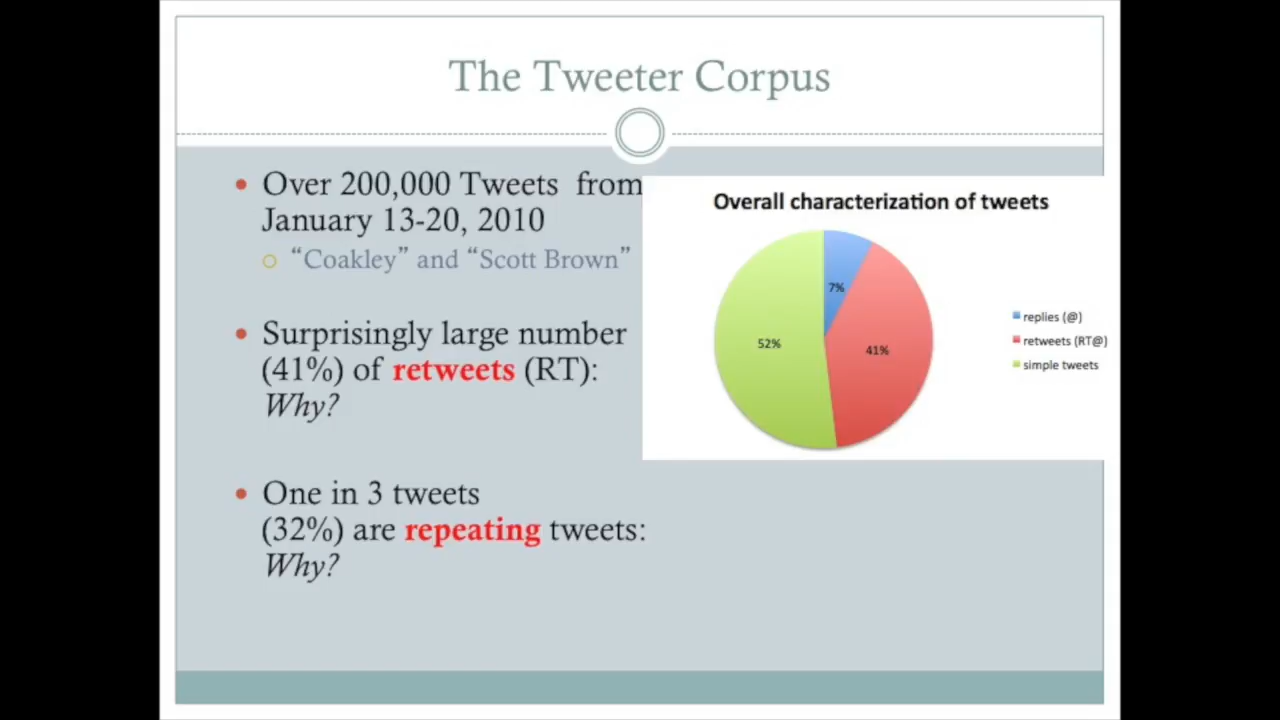 The Tweeter Corpus
Over 200,000 Tweets from
January 13-20, 2010
“Coakley” and “Scott Brown”
Surprisingly large number
(41%) of retweets (RT):
Why?
One in 3 tweets
(32%) are repeating tweets:
Why?
Overall characterization of tweets
7%
52%
41%
replies (@)
retweets (RT@)
simple tweets